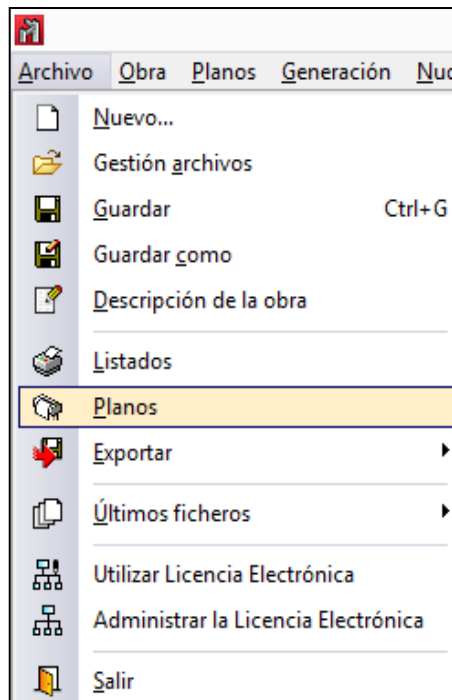 Archivo Obra Planos Generación
Nuevo...
Gestión archivos
Guardar Ctrl+G
Guardar como
Descripción de la obra
Listados
Planos
Exportar
Últimos ficheros
Utilizar Licencia Electrónica
Administrar la Licencia Electrónica
Salir